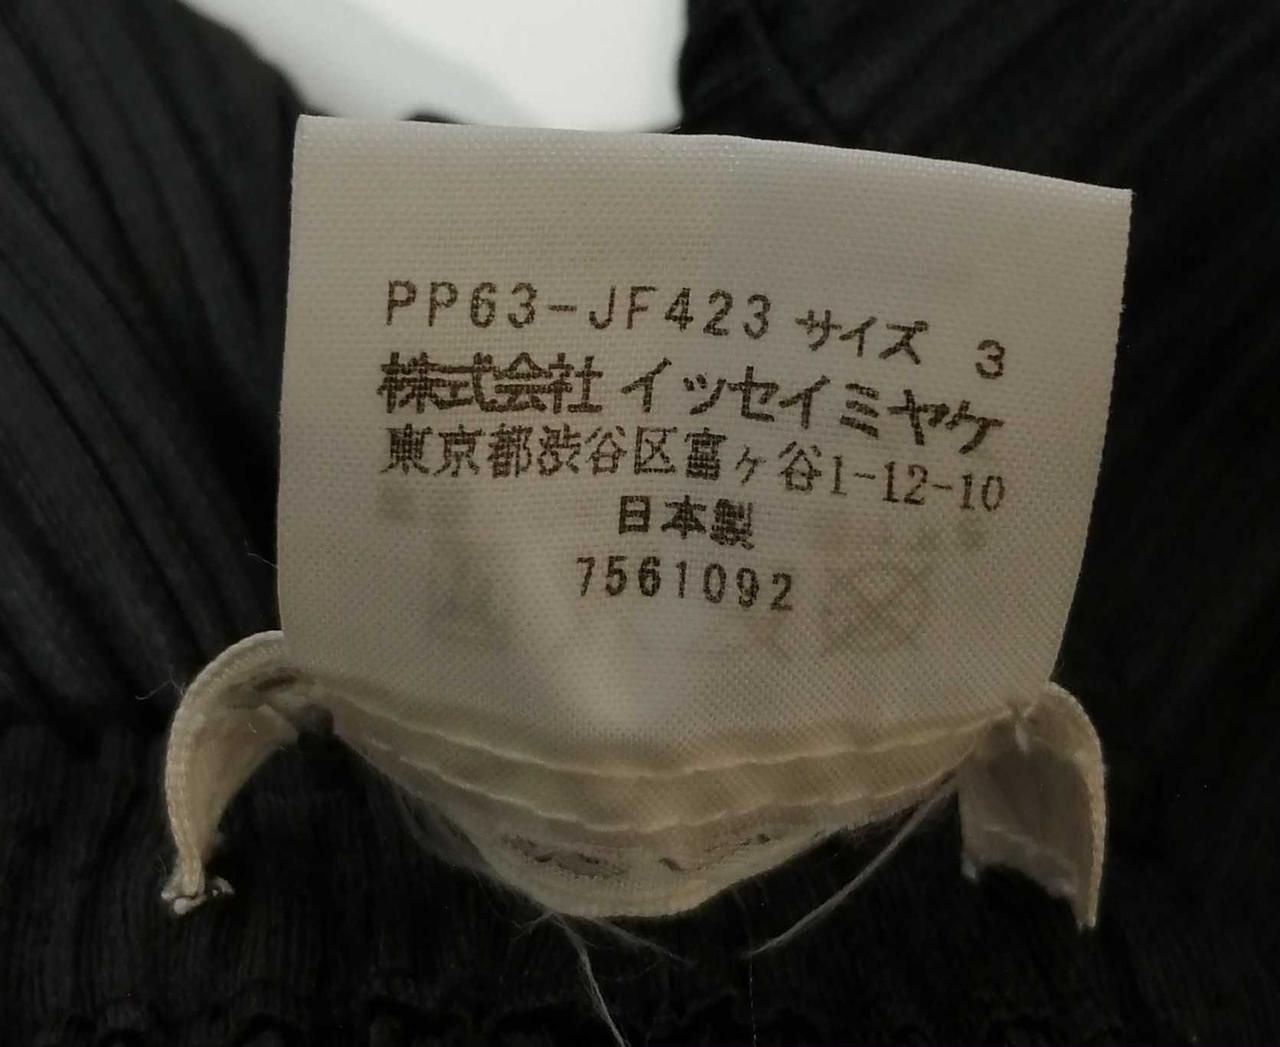 PP63-JF423 サイズ 3
株式会社 イッセイミヤケ
東京都渋谷区富ヶ谷1-12-10
日本製
7561092